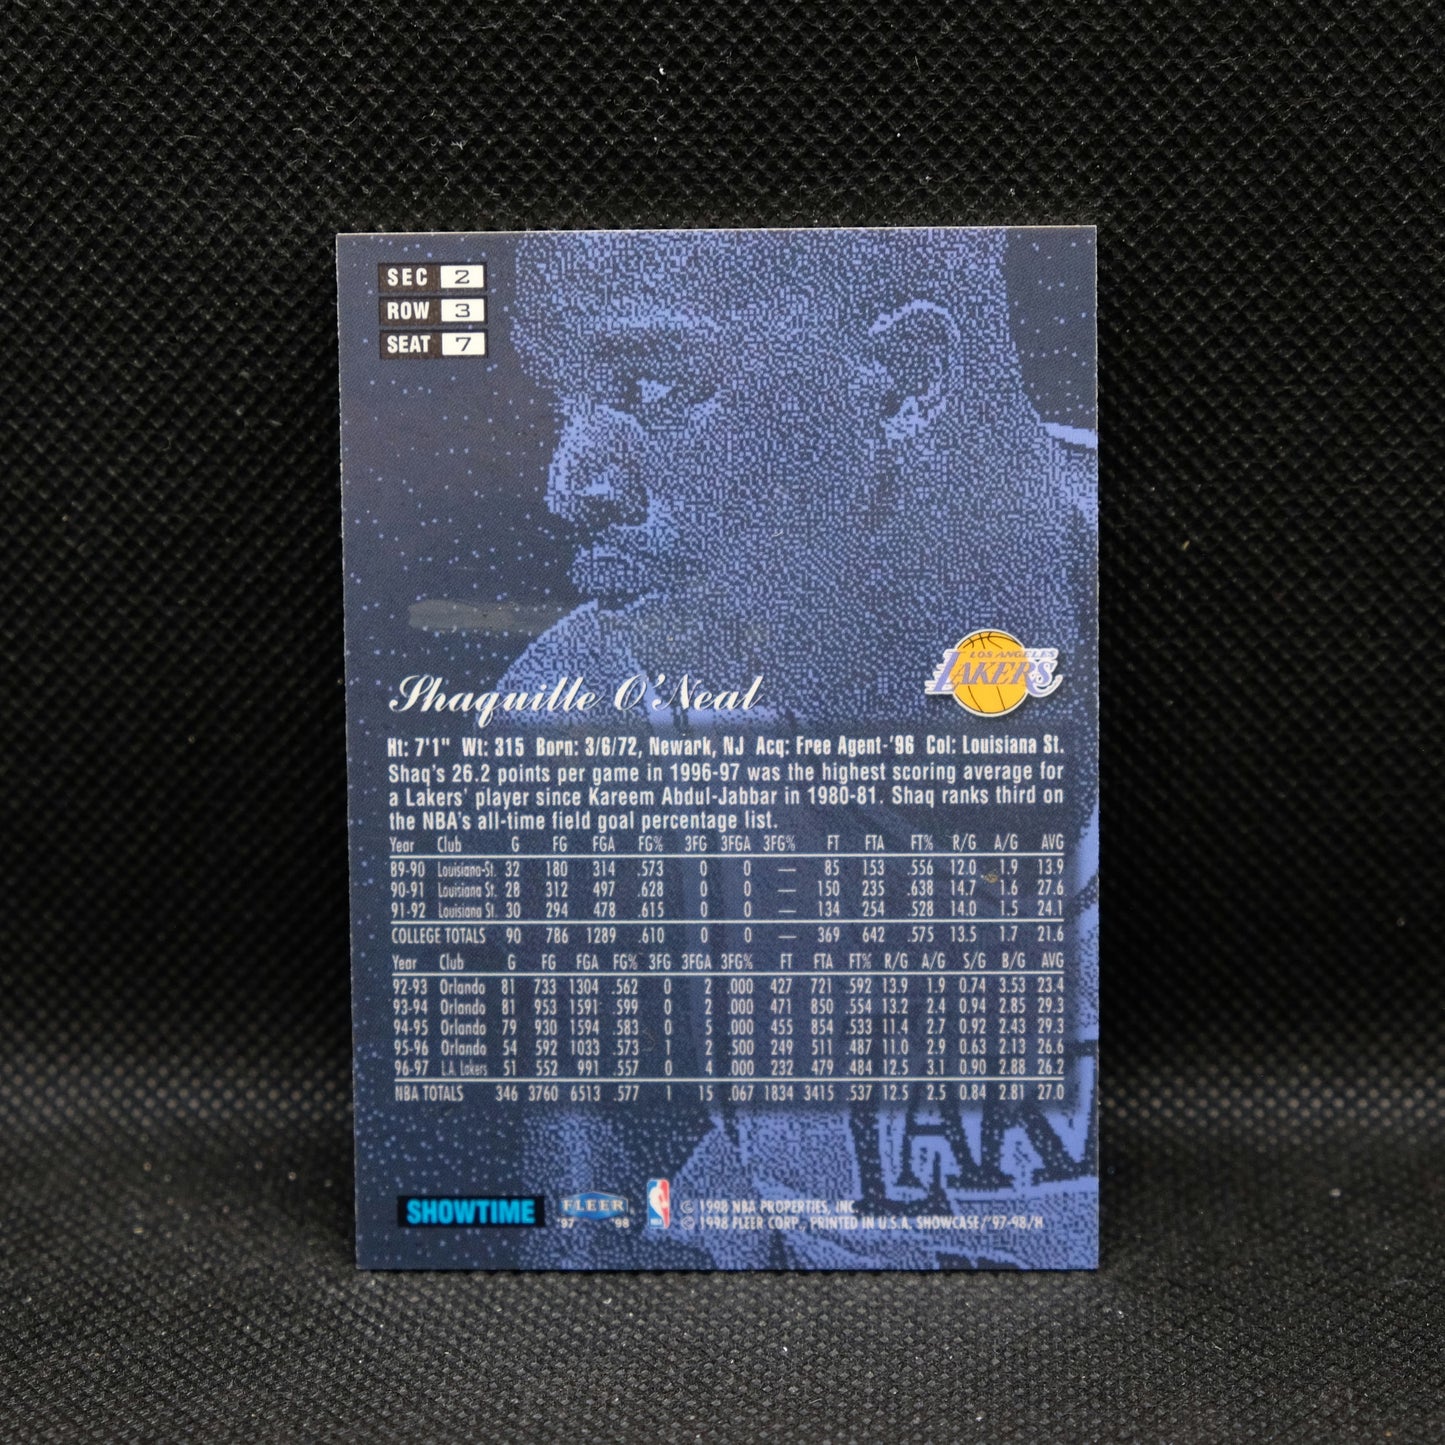 SEC 2
ROW 3
SEAT 7
LOS ANGELES
LAKERS
Shaquille O'Neal
Ht: 7'1" Wt: 315 Born: 3/6/72, Newark, NJ Acq: Free Agent-'96 Col: Louisiana St.
Shaq's 26.2 points per game in 1996-97 was the highest scoring average for
a Lakers' player since Kareem Abdul-Jabbar in 1980-81. Shaq ranks third on
the NBA's all-time field goal percentage list.
Year Club G FG FGA FG% 3FG 3FGA 3FG% FT FTA FT% R/G A/G AVG
89-90 Louisiana-St. 32 180 314 .573 0 0 — 85 153 .556 12.0 1.9 13.9
90-91 Louisiana St. 28 312 497 .628 0 0 — 150 235 .638 14.7 1.6 27.6
91-92 Louisiana St. 30 294 478 .615 0 0 — 134 254 .528 14.0 1.5 24.1
COLLEGE TOTALS 90 786 1289 .610 0 0 — 369 642 .575 13.5 1.7 21.6
Year Club G FG FGA FG% 3FG 3FGA 3FG% FT FTA FT% R/G A/G S/G B/G AVG
92-93 Orlando 81 733 1304 .562 0 2 .000 427 721 .592 13.9 1.9 0.74 3.53 23.4
93-94 Orlando 81 953 1591 .599 0 2 .000 471 850 .554 13.2 2.4 0.94 2.85 29.3
94-95 Orlando 79 930 1594 .583 0 5 .000 455 854 .533 11.4 2.7 0.92 2.43 29.3
95-96 Orlando 54 592 1033 .573 1 2 .500 249 511 .487 11.0 2.9 0.63 2.13 26.6
96-97 L.A. Lakers 51 552 991 .557 0 4 .000 232 479 .484 12.5 3.1 0.90 2.88 26.2
NBA TOTALS 346 3760 6513 .577 1 15 .067 1834 3415 .537 12.5 2.5 0.84 2.81 27.0
SHOWTIME
FLEER
'97 '98
© 1998 NBA PROPERTIES, INC.
© 1998 FLEER CORP., PRINTED IN U.S.A. SHOWCASE/'97-98/H